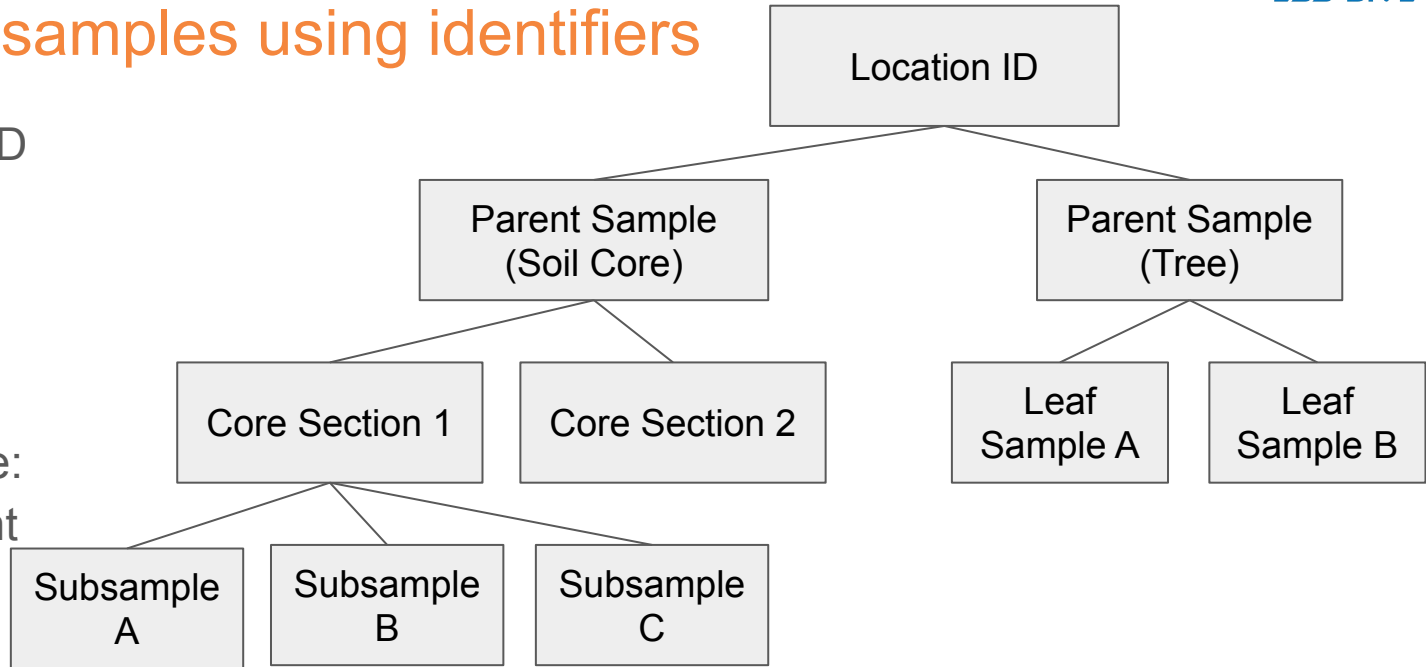 samples using identifiers
D
e:
nt
Location ID
Parent Sample
(Soil Core)
Parent Sample
(Tree)
Core Section 1
Core Section 2
Leaf
Sample A
Leaf
Sample B
Subsample
A
Subsample
B
Subsample
C